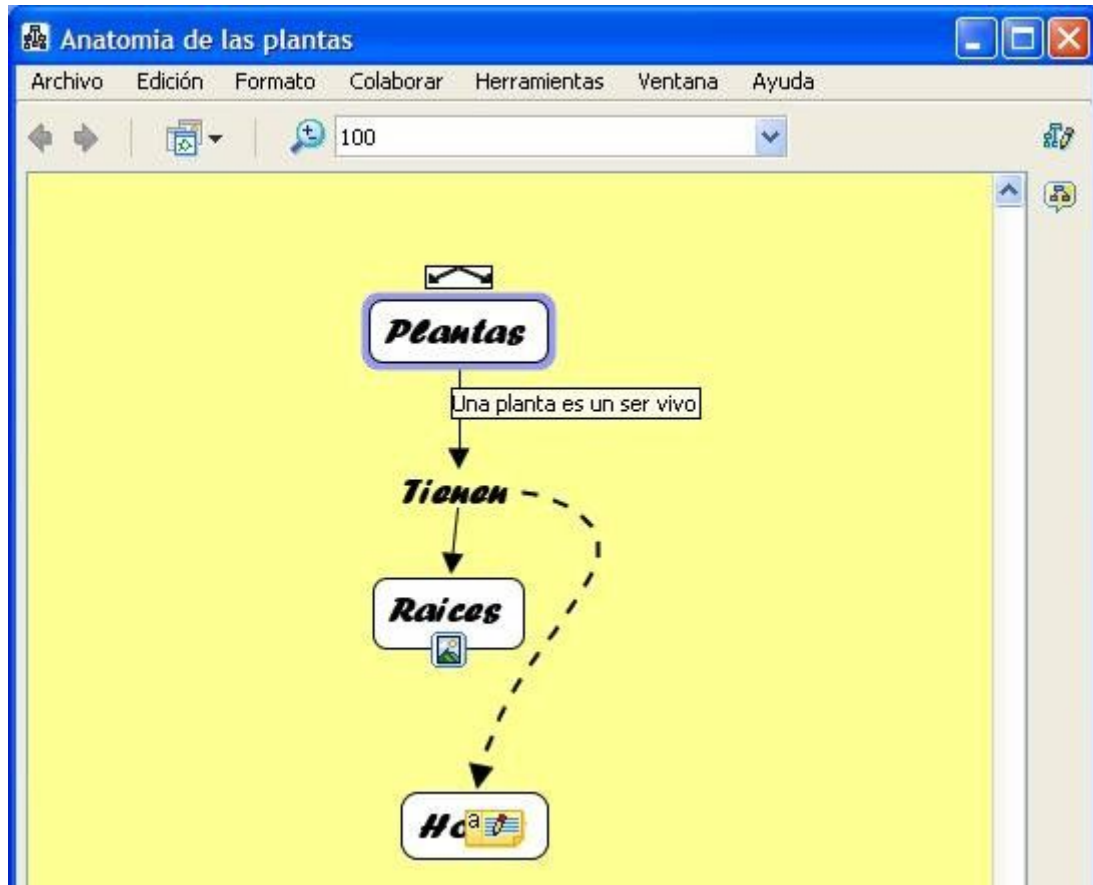 Anatomia de las plantas
Archivo Edición Formato Colaborar Herramientas Ventana Ayuda
100
Plantas
Una planta es un ser vivo
Tienen
Raices
a